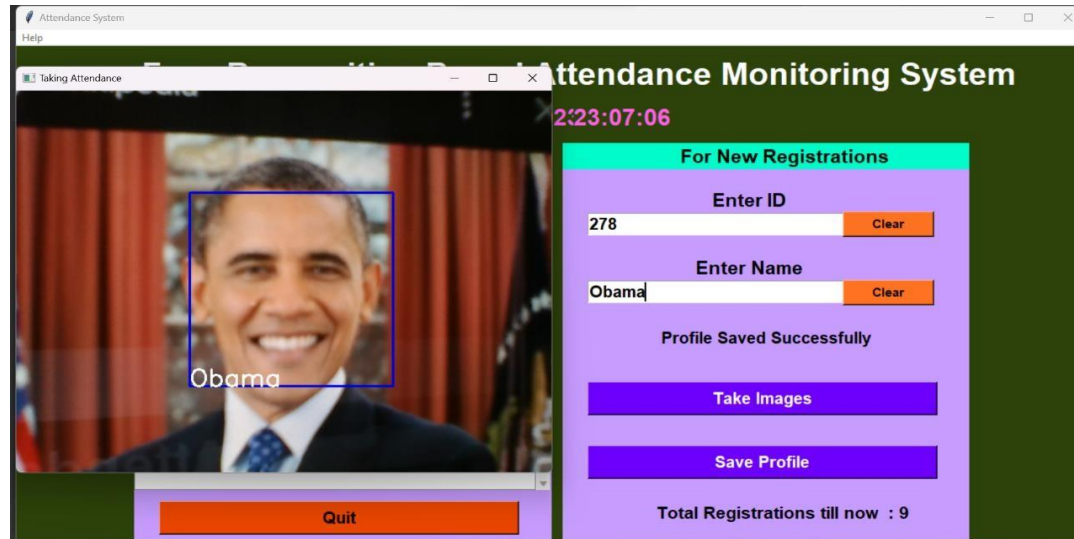 Attendance System
Help
Taking Attendance
Attendance Monitoring System
23:07:06
For New Registrations
Enter ID
278
Clear
Enter Name
Obama
Clear
Profile Saved Successfully
Take Images
Save Profile
Total Registrations till now : 9
Obama
Quit